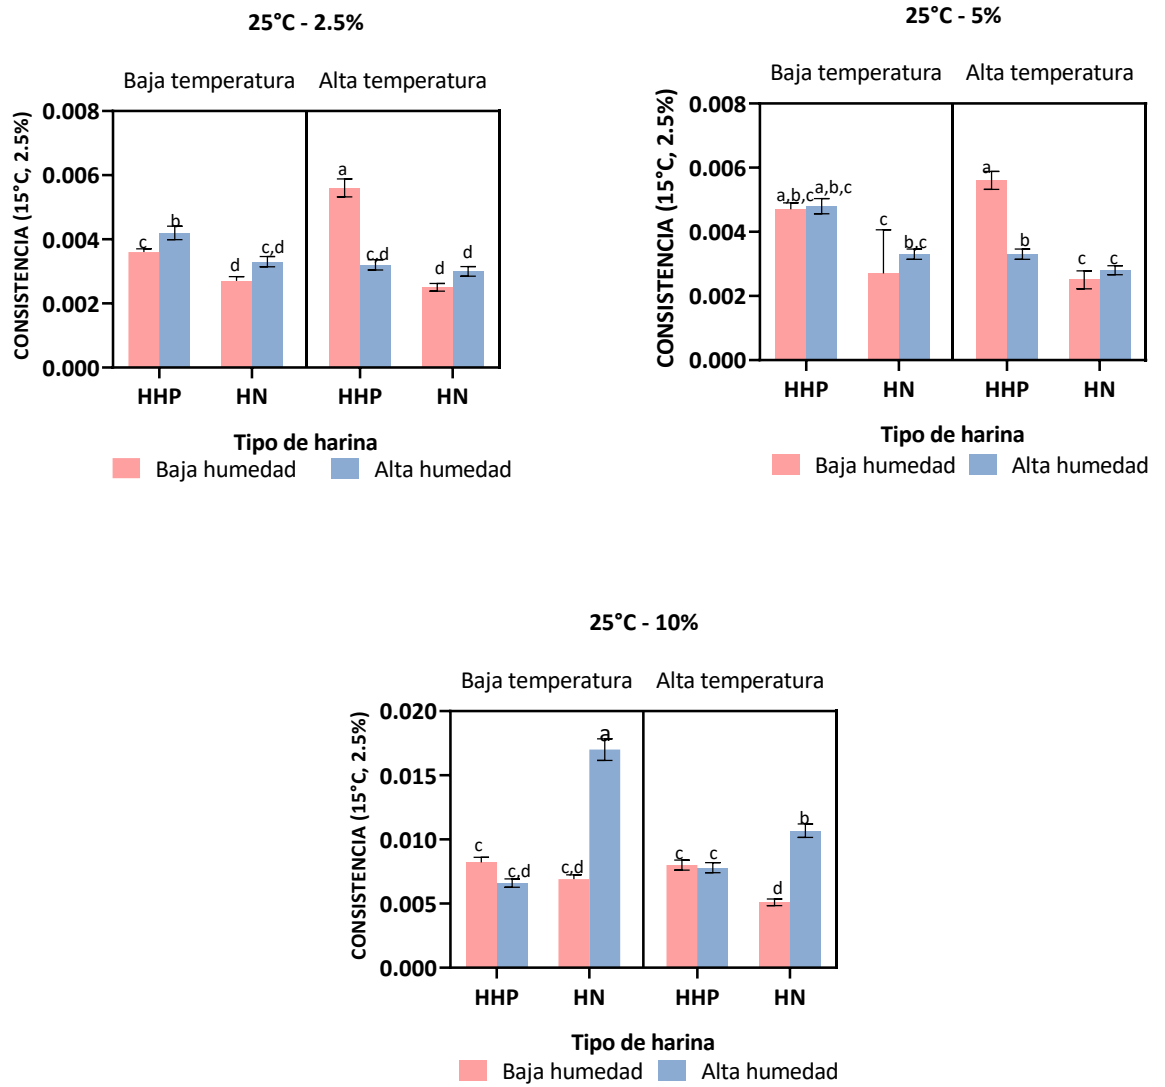 25°C - 2.5%
Baja temperatura Alta temperatura
CONSISTENCIA (15°C, 2.5%)
0.008
0.006
0.004
0.002
0.000
c
b
d
c,d
a
c,d
d
d
HHP HN HHP HN
Tipo de harina
Baja humedad Alta humedad
25°C - 5%
Baja temperatura Alta temperatura
CONSISTENCIA (15°C, 2.5%)
0.008
0.006
0.004
0.002
0.000
a,b,c
a,b,c
c
b,c
a
b
c
c
HHP HN HHP HN
Tipo de harina
Baja humedad Alta humedad
25°C - 10%
Baja temperatura Alta temperatura
CONSISTENCIA (15°C, 2.5%)
0.020
0.015
0.010
0.005
0.000
c
c,d
c,d
a
c
c
d
b
HHP HN HHP HN
Tipo de harina
Baja humedad Alta humedad